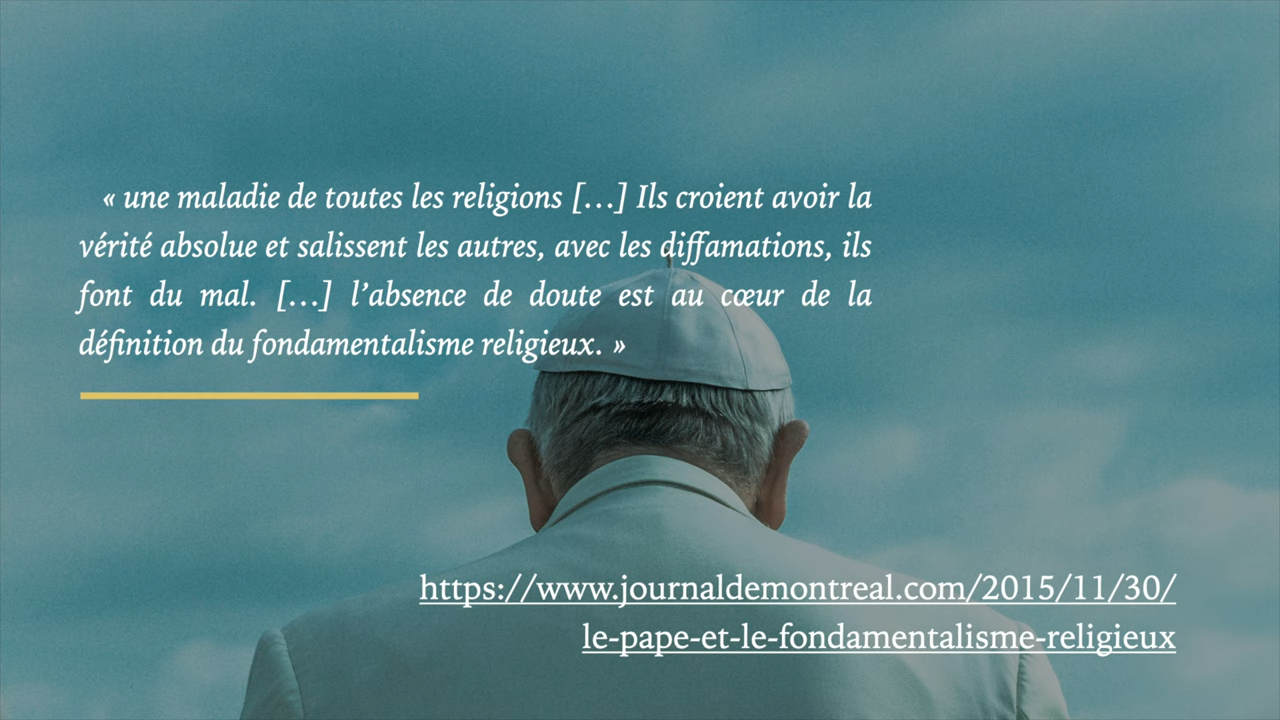 « une maladie de toutes les religions […] Ils croient avoir la
vérité absolue et salissent les autres, avec les diffamations, ils
font du mal. […] l’absence de doute est au cœur de la
définition du fondamentalisme religieux. »
https://www.journaldemontreal.com/2015/11/30/
le-pape-et-le-fondamentalisme-religieux